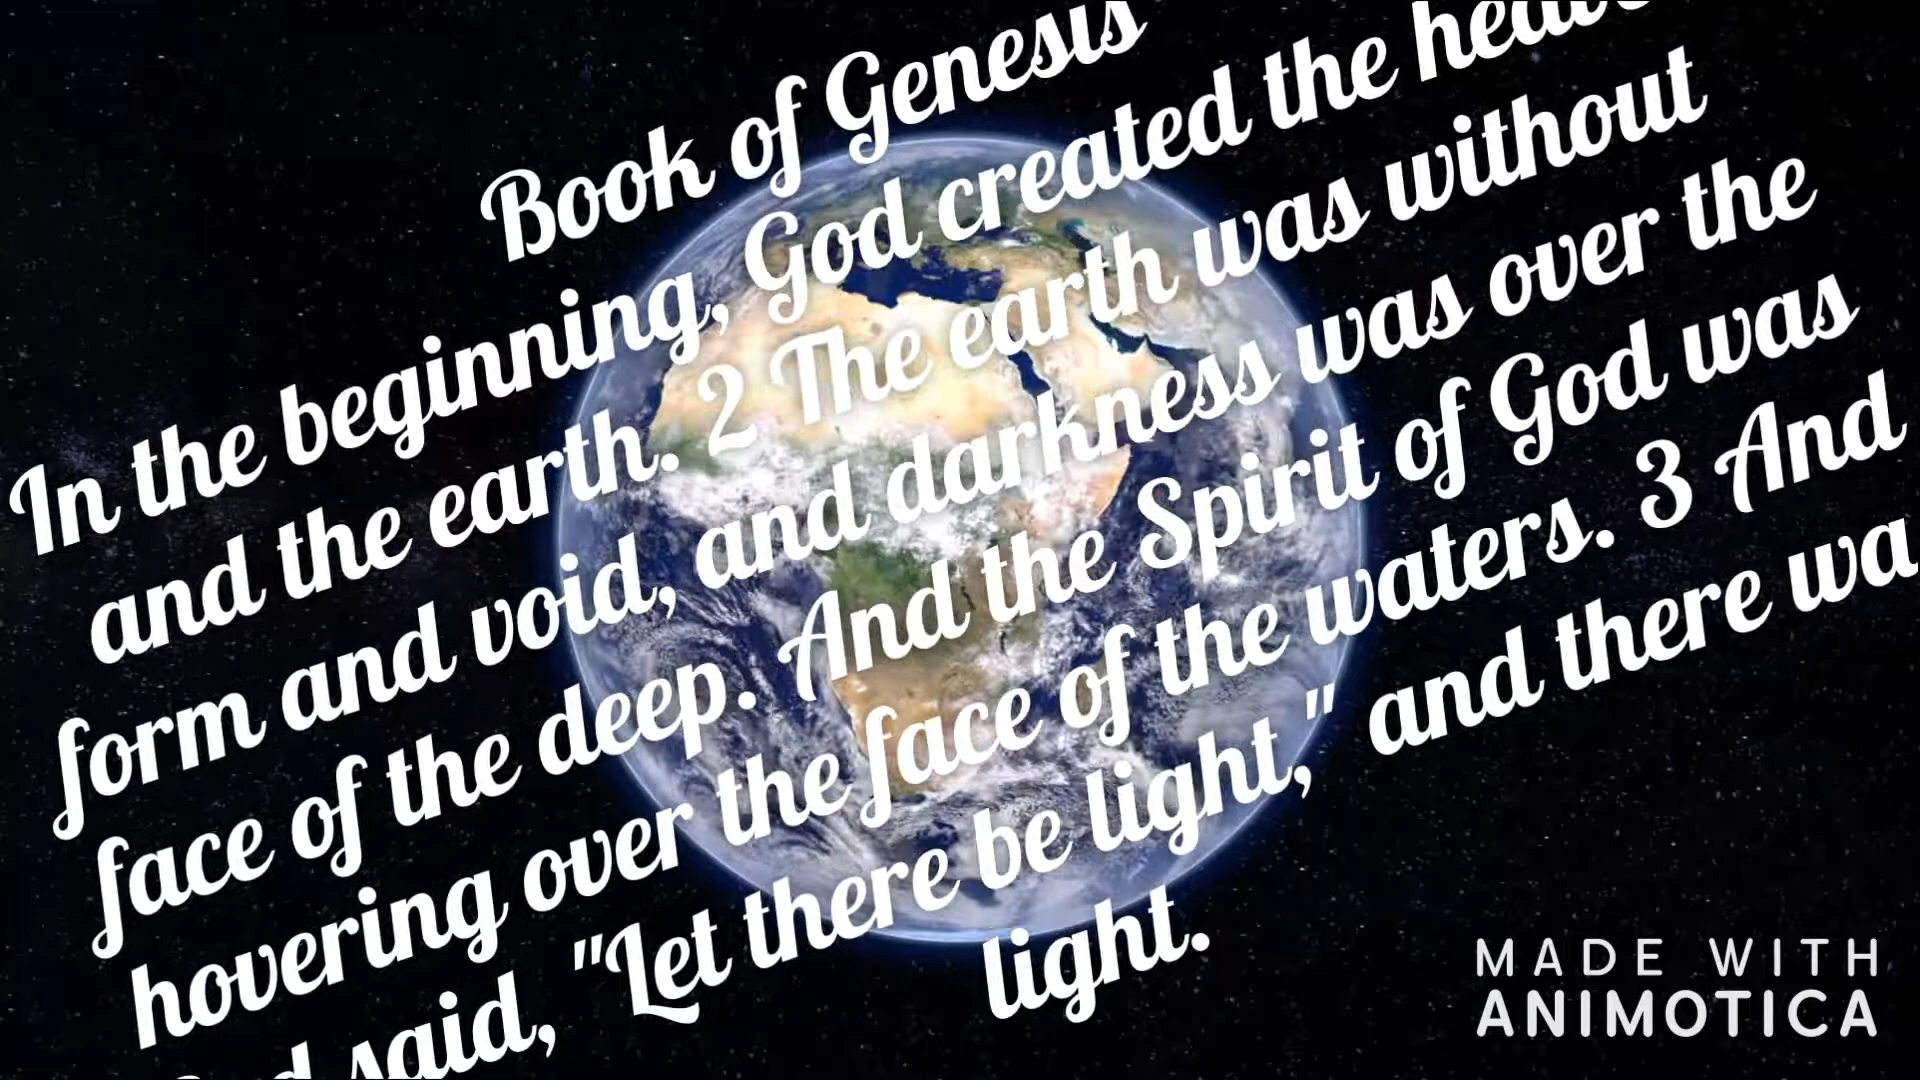 Book of Genesis
In the beginning, God created the
and the earth. 2 The earth was without
form and void, and darkness was over the
face of the deep. And the Spirit of God was
hovering over the face of the waters. 3 And
said, "Let there be light," and there
light.
MADE WITH
ANIMOTICA